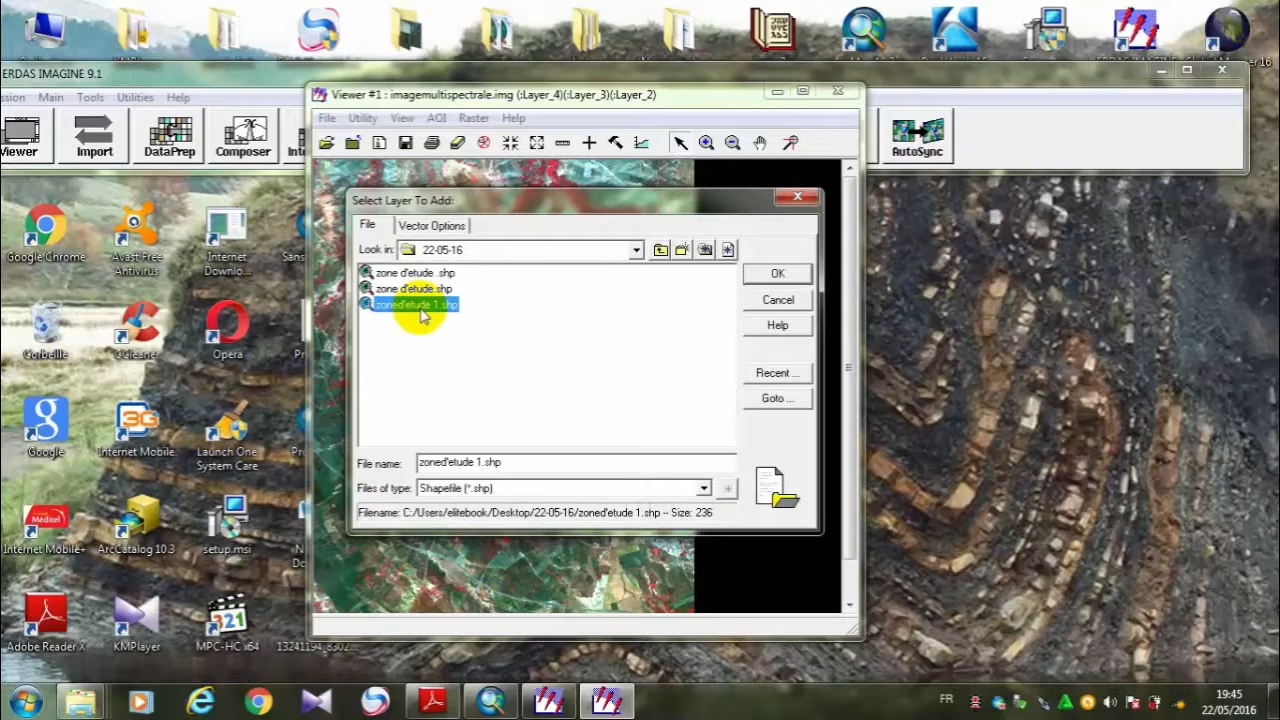 ERDAS IMAGINE 9.1
Main Tools Utilities Help
Import
DataPrep
Composer
AutoSync
Viewer #1 : imagemultispectrale.img (:Layer_4)(:Layer_3)(:Layer_2)
File Utility View AOI Raster Help
Select Layer To Add:
File
Vector Options
Look in:
22-05-16
zone d'etude .shp
zone d'etude.shp
zoned'etude 1.shp
OK
Cancel
Help
Recent ...
Goto ...
File name:
zoned'etude 1.shp
Files of type:
Shapefile (*.shp)
Filename: C:/Users/elitebook/Desktop/22-05-16/zoned'etude 1.shp -- Size: 236
Google Chrome
Avast Free
Antivirus
Internet
Downlo...
Corbeille
CCleaner
Opera
Google
3G
Internet Mobile
Launch One
System Care
Méditel
Internet Mobile+
ArcCatalog 10.3
setup.msi
Adobe Reader X
KMPlayer
321
MPC-HC x64
13241194_8302...
FR
19:45
22/05/2016